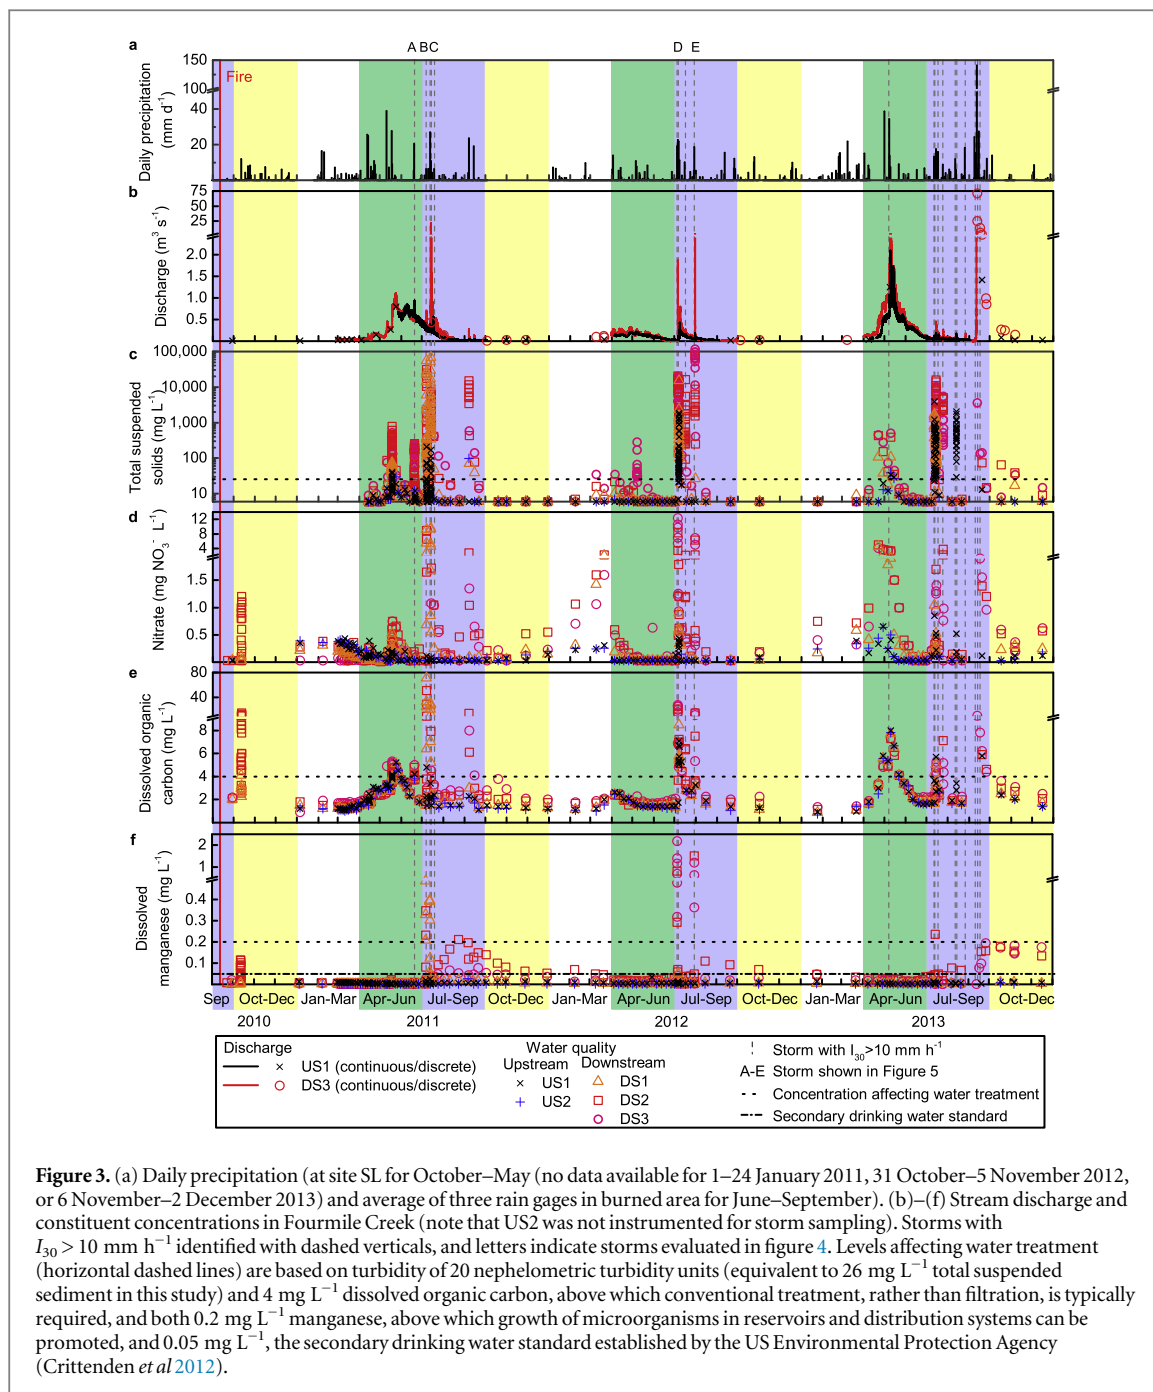 a
A BC D E
Fire
Daily precipitation
(mm d⁻¹)
150
100
40
20
b
Discharge (m³ s⁻¹)
75
50
25
2.0
1.5
1.0
0.5
c
Total suspended
solids (mg L⁻¹)
100,000
10,000
1,000
100
10
d
Nitrate (mg NO₃⁻ L⁻¹)
12
8
4
1.5
1.0
0.5
e
Dissolved organic
carbon (mg L⁻¹)
80
40
8
6
4
2
f
Dissolved
manganese (mg L⁻¹)
2
1
0.4
0.3
0.2
0.1
Sep Oct-Dec Jan-Mar Apr-Jun Jul-Sep Oct-Dec Jan-Mar Apr-Jun Jul-Sep Oct-Dec Jan-Mar Apr-Jun Jul-Sep Oct-Dec
2010 2011 2012 2013
Discharge
US1 (continuous/discrete)
DS3 (continuous/discrete)
Water quality
Upstream Downstream
US1 DS1
US2 DS2
DS3
Storm with I₃₀>10 mm h⁻¹
A-E Storm shown in Figure 5
Concentration affecting water treatment
Secondary drinking water standard
Figure 3. (a) Daily precipitation (at site SL for October–May (no data available for 1–24 January 2011, 31 October–5 November 2012,
or 6 November–2 December 2013) and average of three rain gages in burned area for June–September). (b)–(f) Stream discharge and
constituent concentrations in Fourmile Creek (note that US2 was not instrumented for storm sampling). Storms with
I₃₀ > 10 mm h⁻¹ identified with dashed verticals, and letters indicate storms evaluated in figure 4. Levels affecting water treatment
(horizontal dashed lines) are based on turbidity of 20 nephelometric turbidity units (equivalent to 26 mg L⁻¹ total suspended
sediment in this study) and 4 mg L⁻¹ dissolved organic carbon, above which conventional treatment, rather than filtration, is typically
required, and both 0.2 mg L⁻¹ manganese, above which growth of microorganisms in reservoirs and distribution systems can be
promoted, and 0.05 mg L⁻¹, the secondary drinking water standard established by the US Environmental Protection Agency
(Crittenden et al 2012).